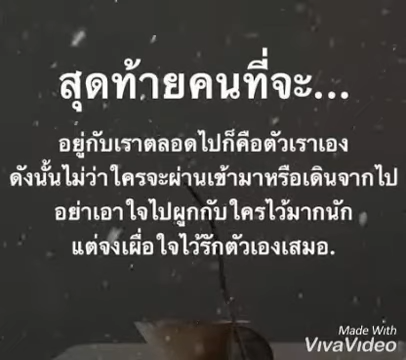 สุดท้ายคนที่จะ...
อยู่กับเราตลอดไปก็คือตัวเราเอง
ดังนั้นไม่ว่าใครจะผ่านเข้ามาหรือเดินจากไป
อย่าเอาใจไปผูกกับใครไว้มากนัก
แต่จงเผื่อใจไว้รักตัวเองเสมอ.
Made With
VivaVideo